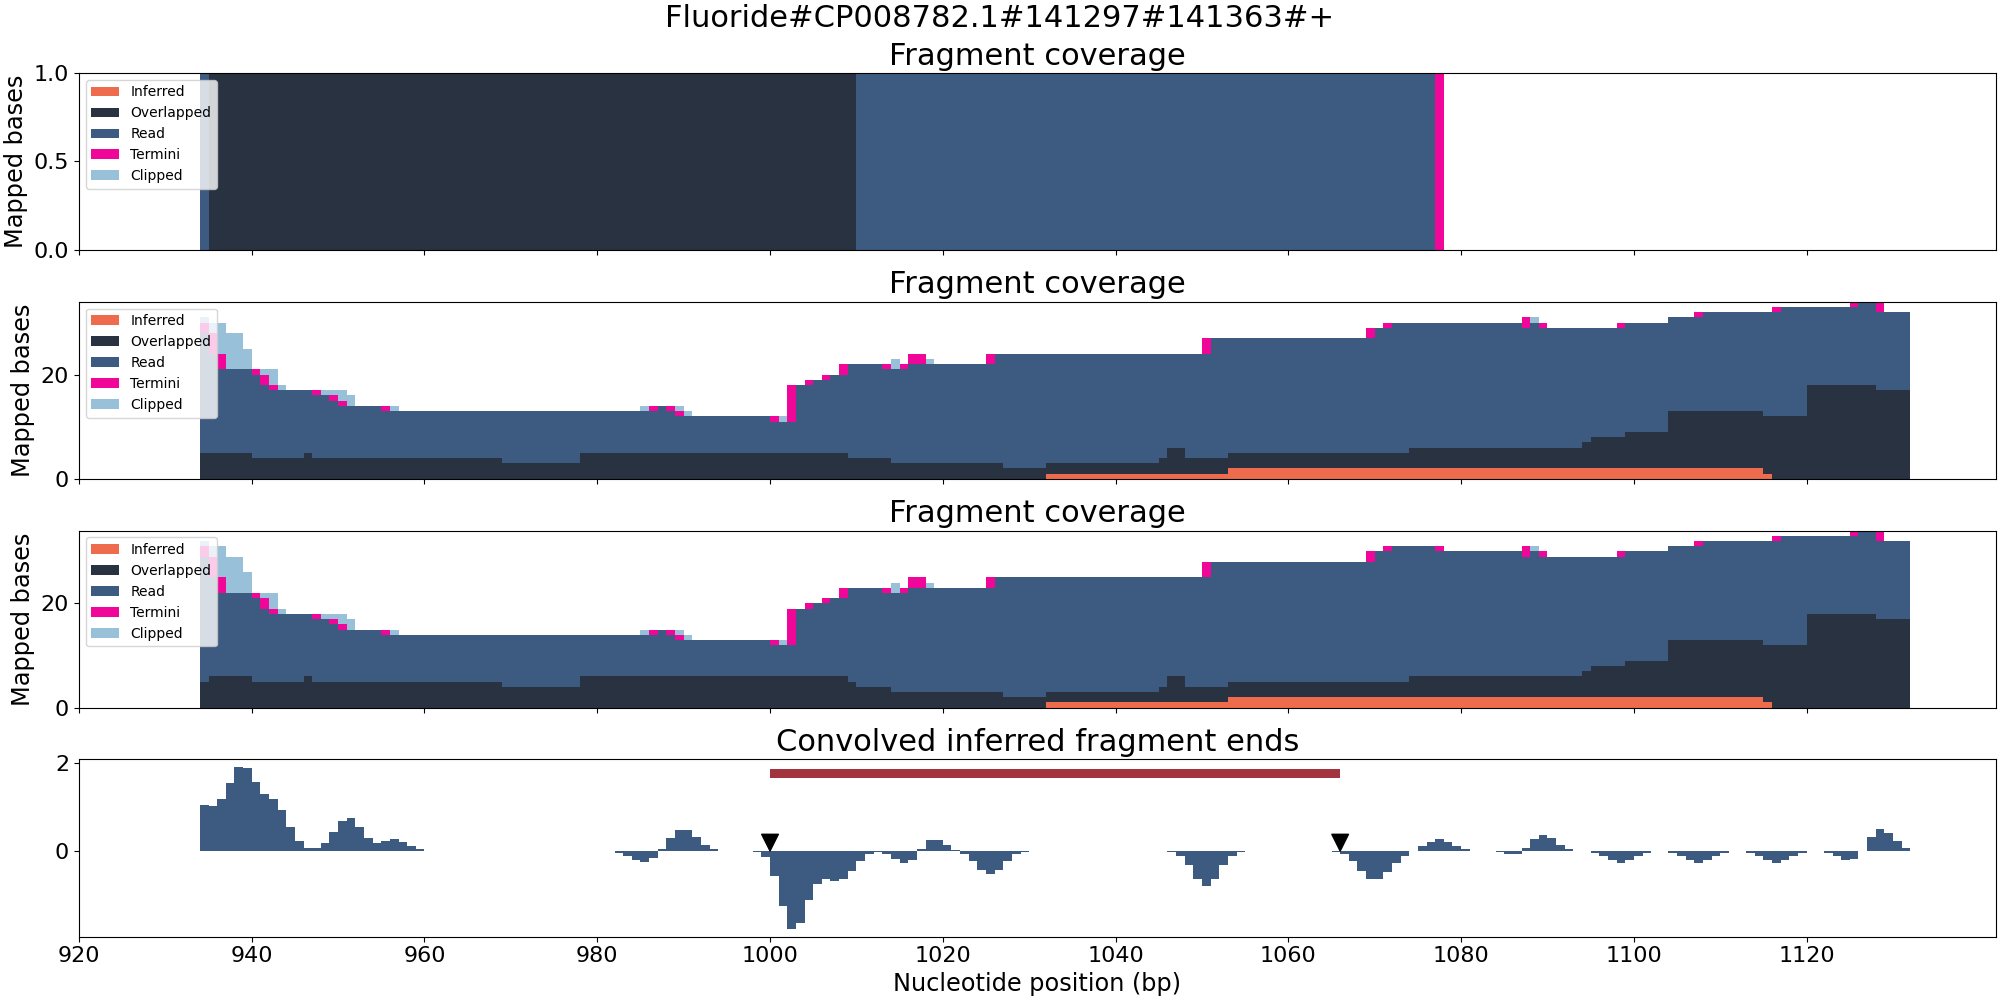 Fluoride#CP008782.1#141297#141363#+
Fragment coverage
Mapped bases
1.0
0.5
0.0
Inferred
Overlapped
Read
Termini
Clipped
Fragment coverage
Mapped bases
20
0
Inferred
Overlapped
Read
Termini
Clipped
Fragment coverage
Mapped bases
20
0
Inferred
Overlapped
Read
Termini
Clipped
Convolved inferred fragment ends
2
0
920 940 960 980 1000 1020 1040 1060 1080 1100 1120
Nucleotide position (bp)